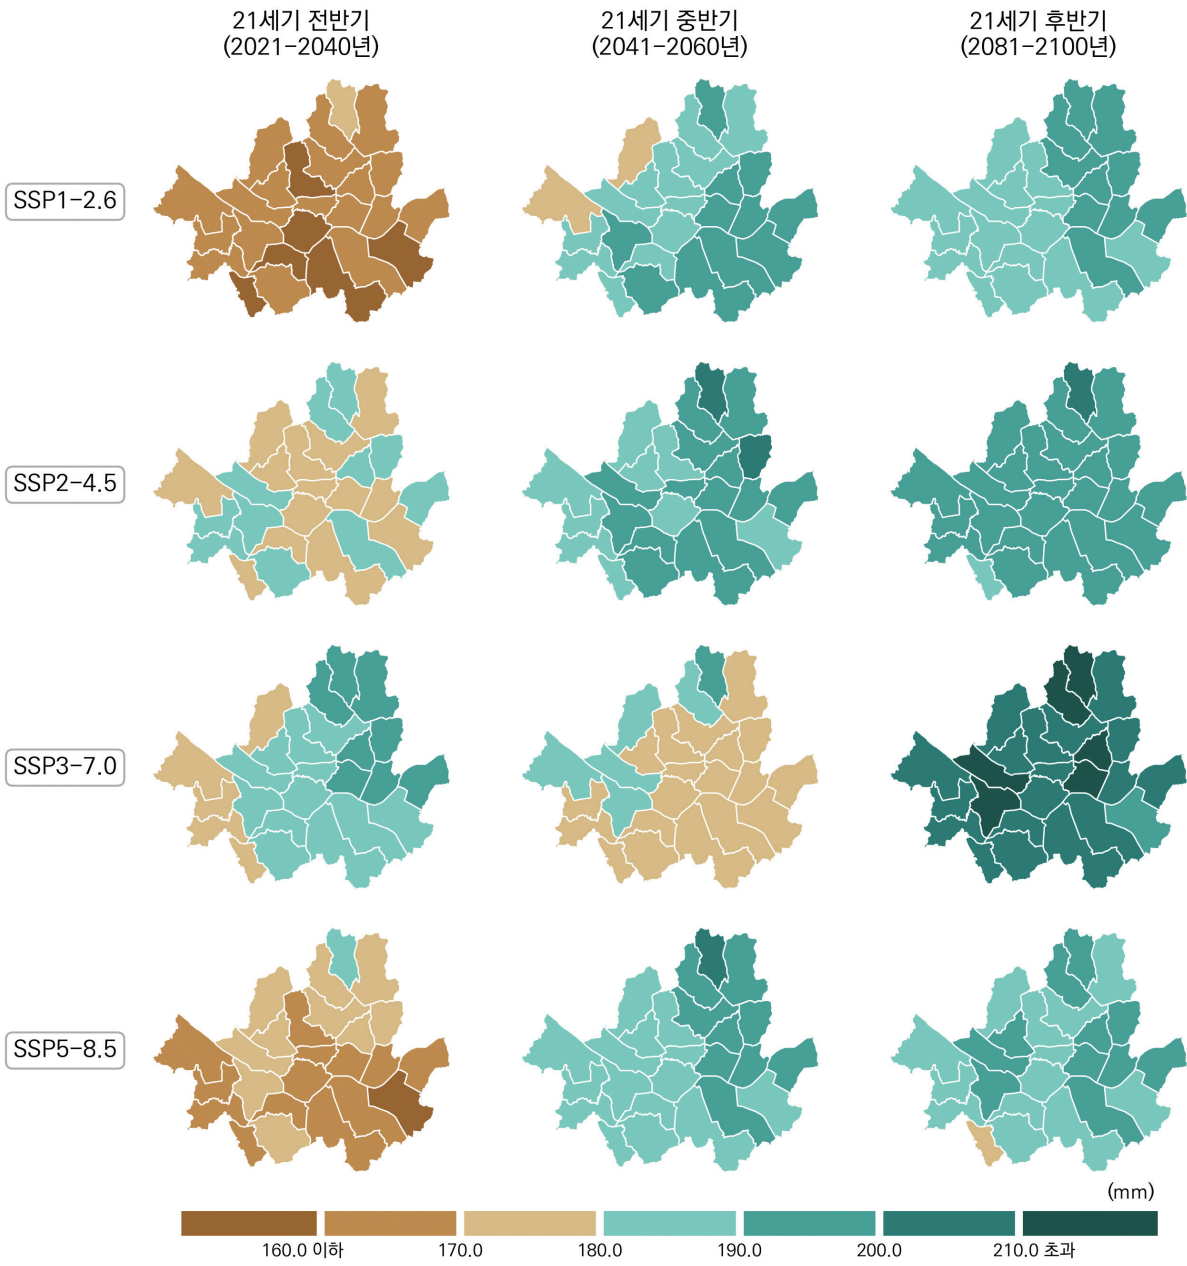 21세기 전반기
(2021-2040년)
21세기 중반기
(2041-2060년)
21세기 후반기
(2081-2100년)
SSP1-2.6
SSP2-4.5
SSP3-7.0
SSP5-8.5
(mm)
160.0 이하 170.0 180.0 190.0 200.0 210.0 초과